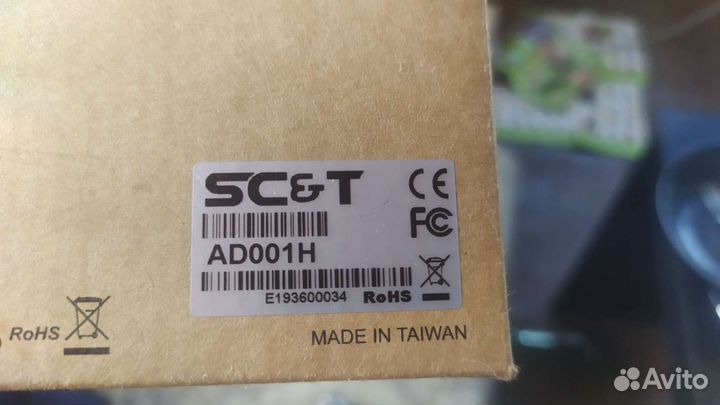 SC&T
CE
FC
AD001H
E193600034 RoHS
RoHS
MADE IN TAIWAN
Avito